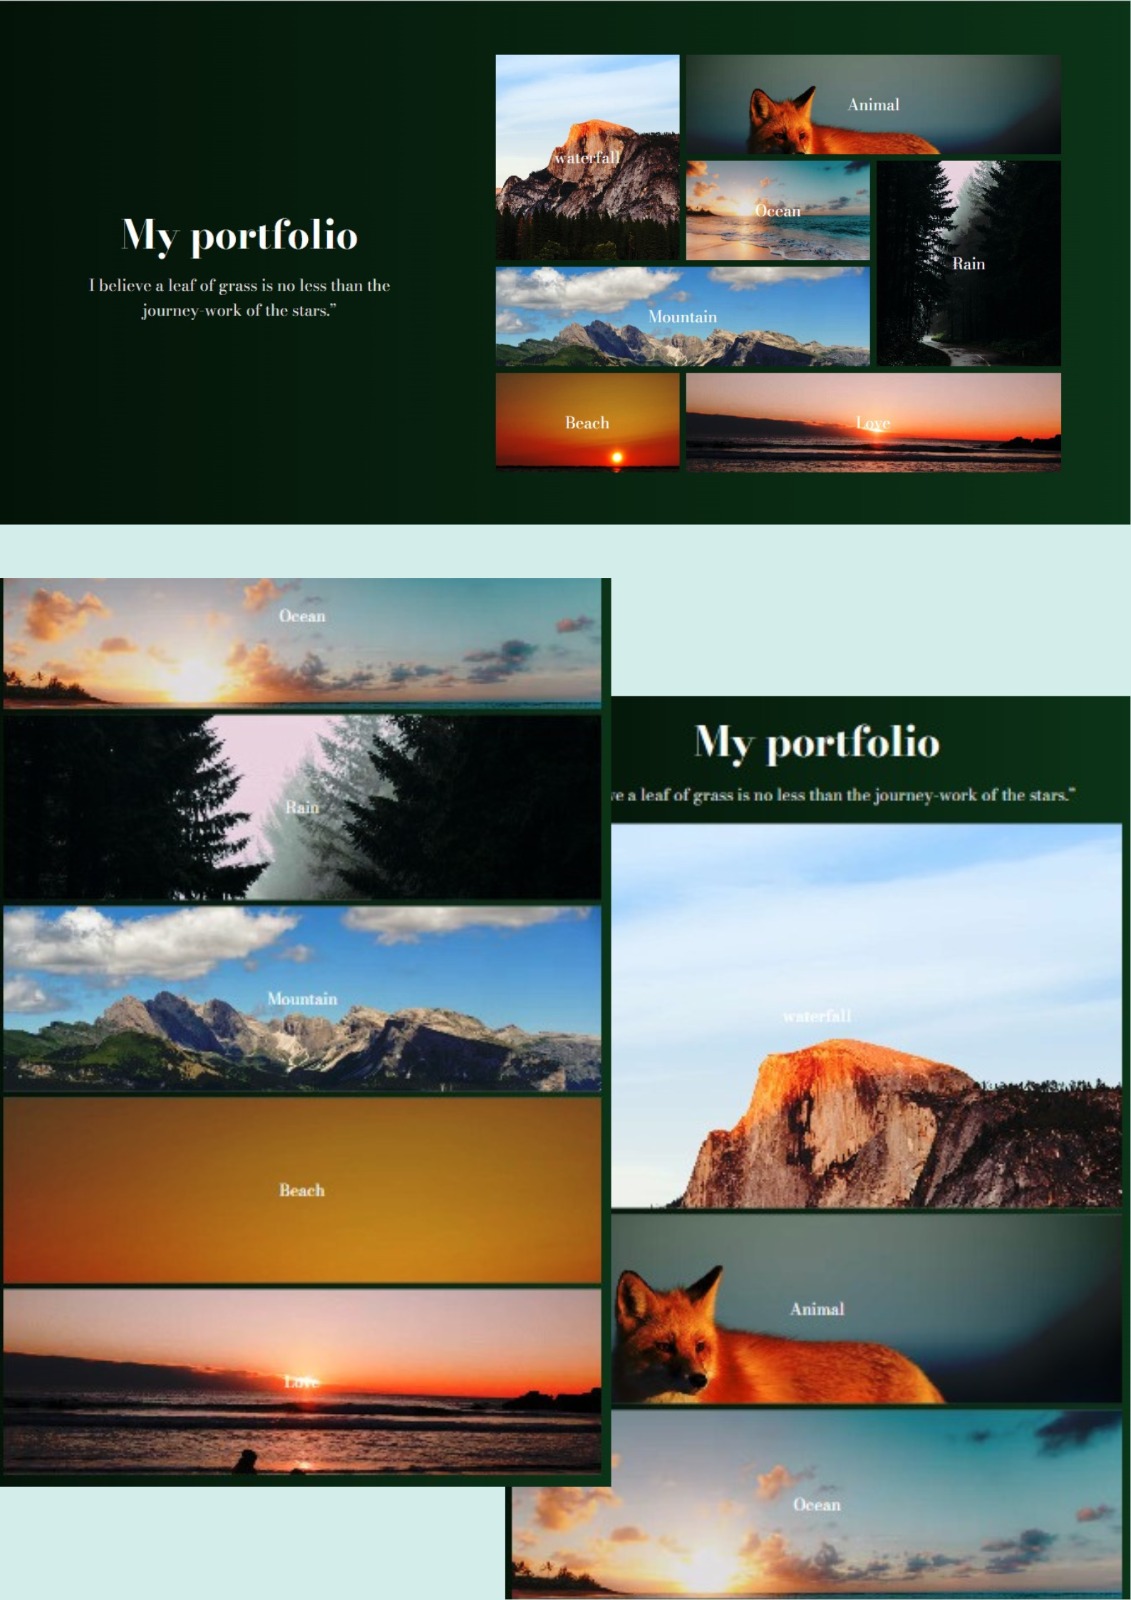 My portfolio
I believe a leaf of grass is no less than the
journey-work of the stars.”
waterfall
Animal
Ocean
Rain
Mountain
Beach
Love
Ocean
Rain
Mountain
Beach
Love
My portfolio
a leaf of grass is no less than the journey-work of the stars.”
waterfall
Animal
Ocean